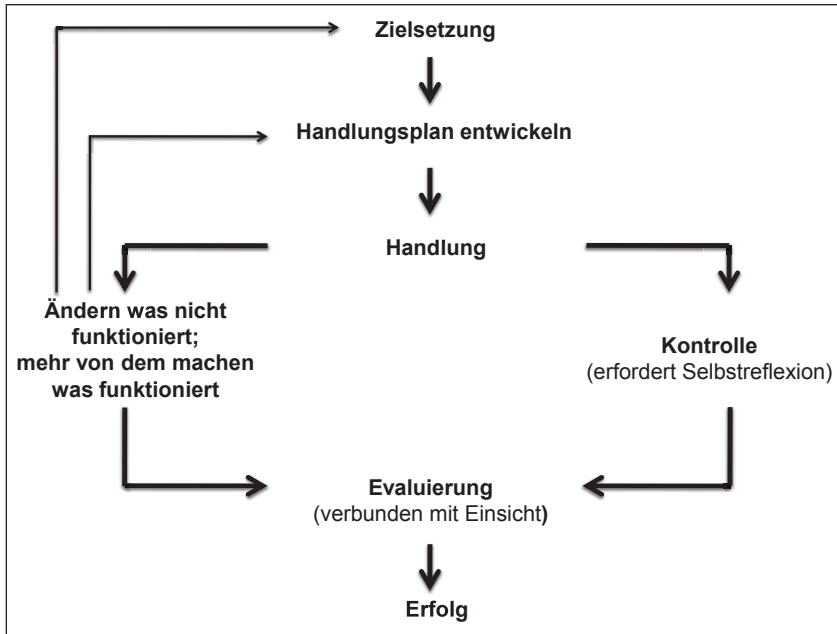 Zielsetzung
Handlungsplan entwickeln
Handlung
Ändern was nicht
funktioniert;
mehr von dem machen
was funktioniert
Kontrolle
(erfordert Selbstreflexion)
Evaluierung
(verbunden mit Einsicht)
Erfolg